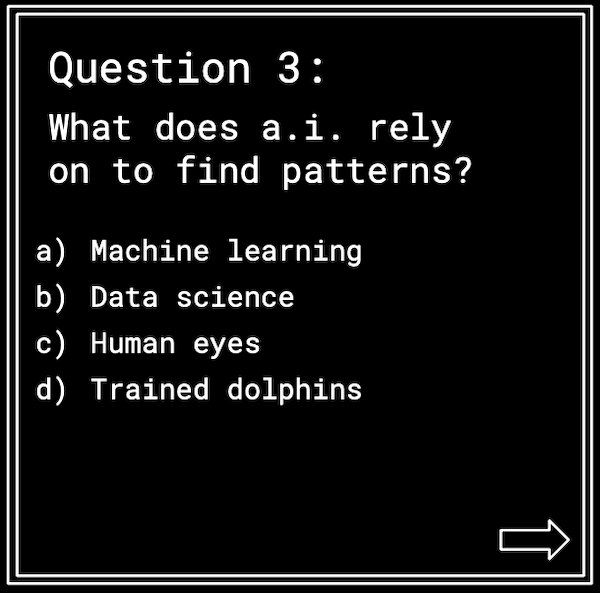 Question 3:
What does a.i. rely
on to find patterns?
a) Machine learning
b) Data science
c) Human eyes
d) Trained dolphins